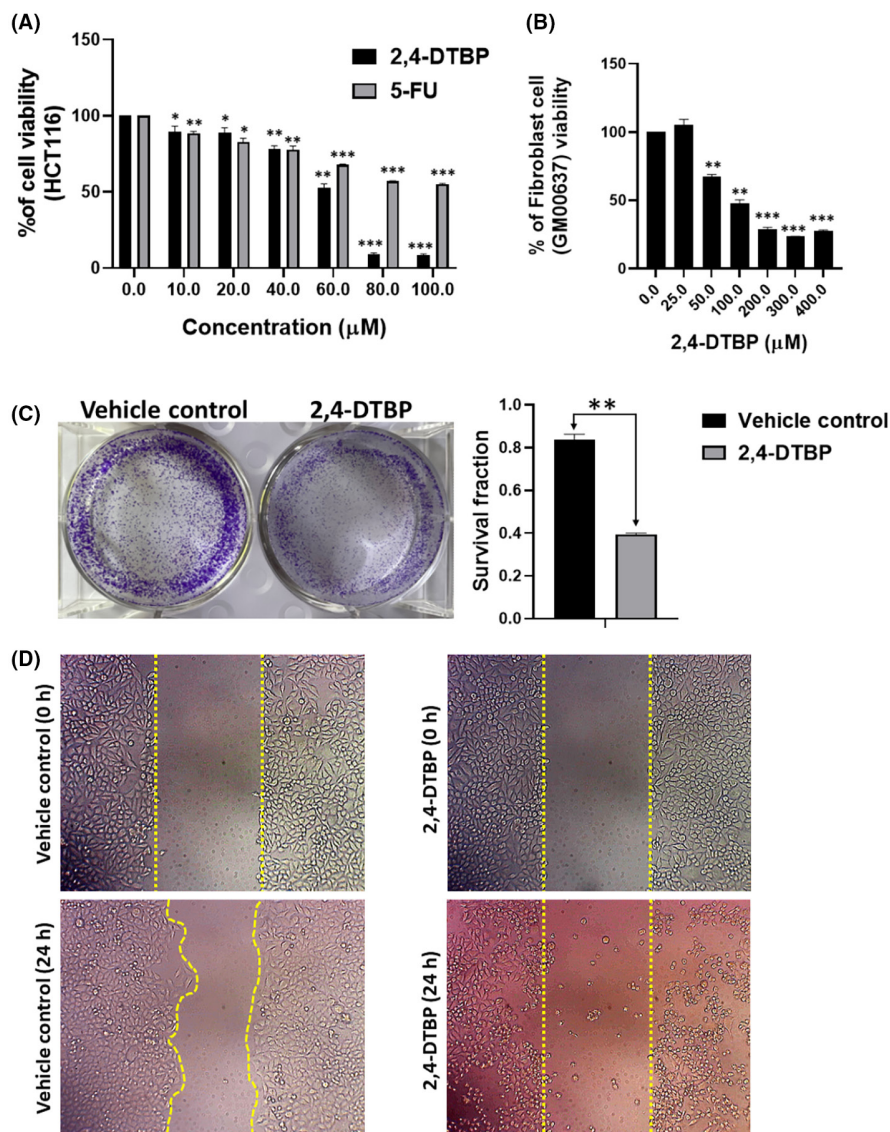 (A)
150
100
50
0
%of cell viability
(HCT116)
2,4-DTBP
5-FU
* ** * * ** ** ** *** *** *** *** ***
0.0 10.0 20.0 40.0 60.0 80.0 100.0
Concentration (μM)
(B)
150
100
50
0
% of Fibroblast cell
(GM00637) viability
** ** *** *** ***
0.0 25.0 50.0 100.0 200.0 300.0 400.0
2,4-DTBP (μM)
(C)
Vehicle control 2,4-DTBP
1.0
0.8
0.6
0.4
0.2
0.0
Survival fraction
**
Vehicle control
2,4-DTBP
(D)
Vehicle control (0 h)
2,4-DTBP (0 h)
Vehicle control (24 h)
2,4-DTBP (24 h)